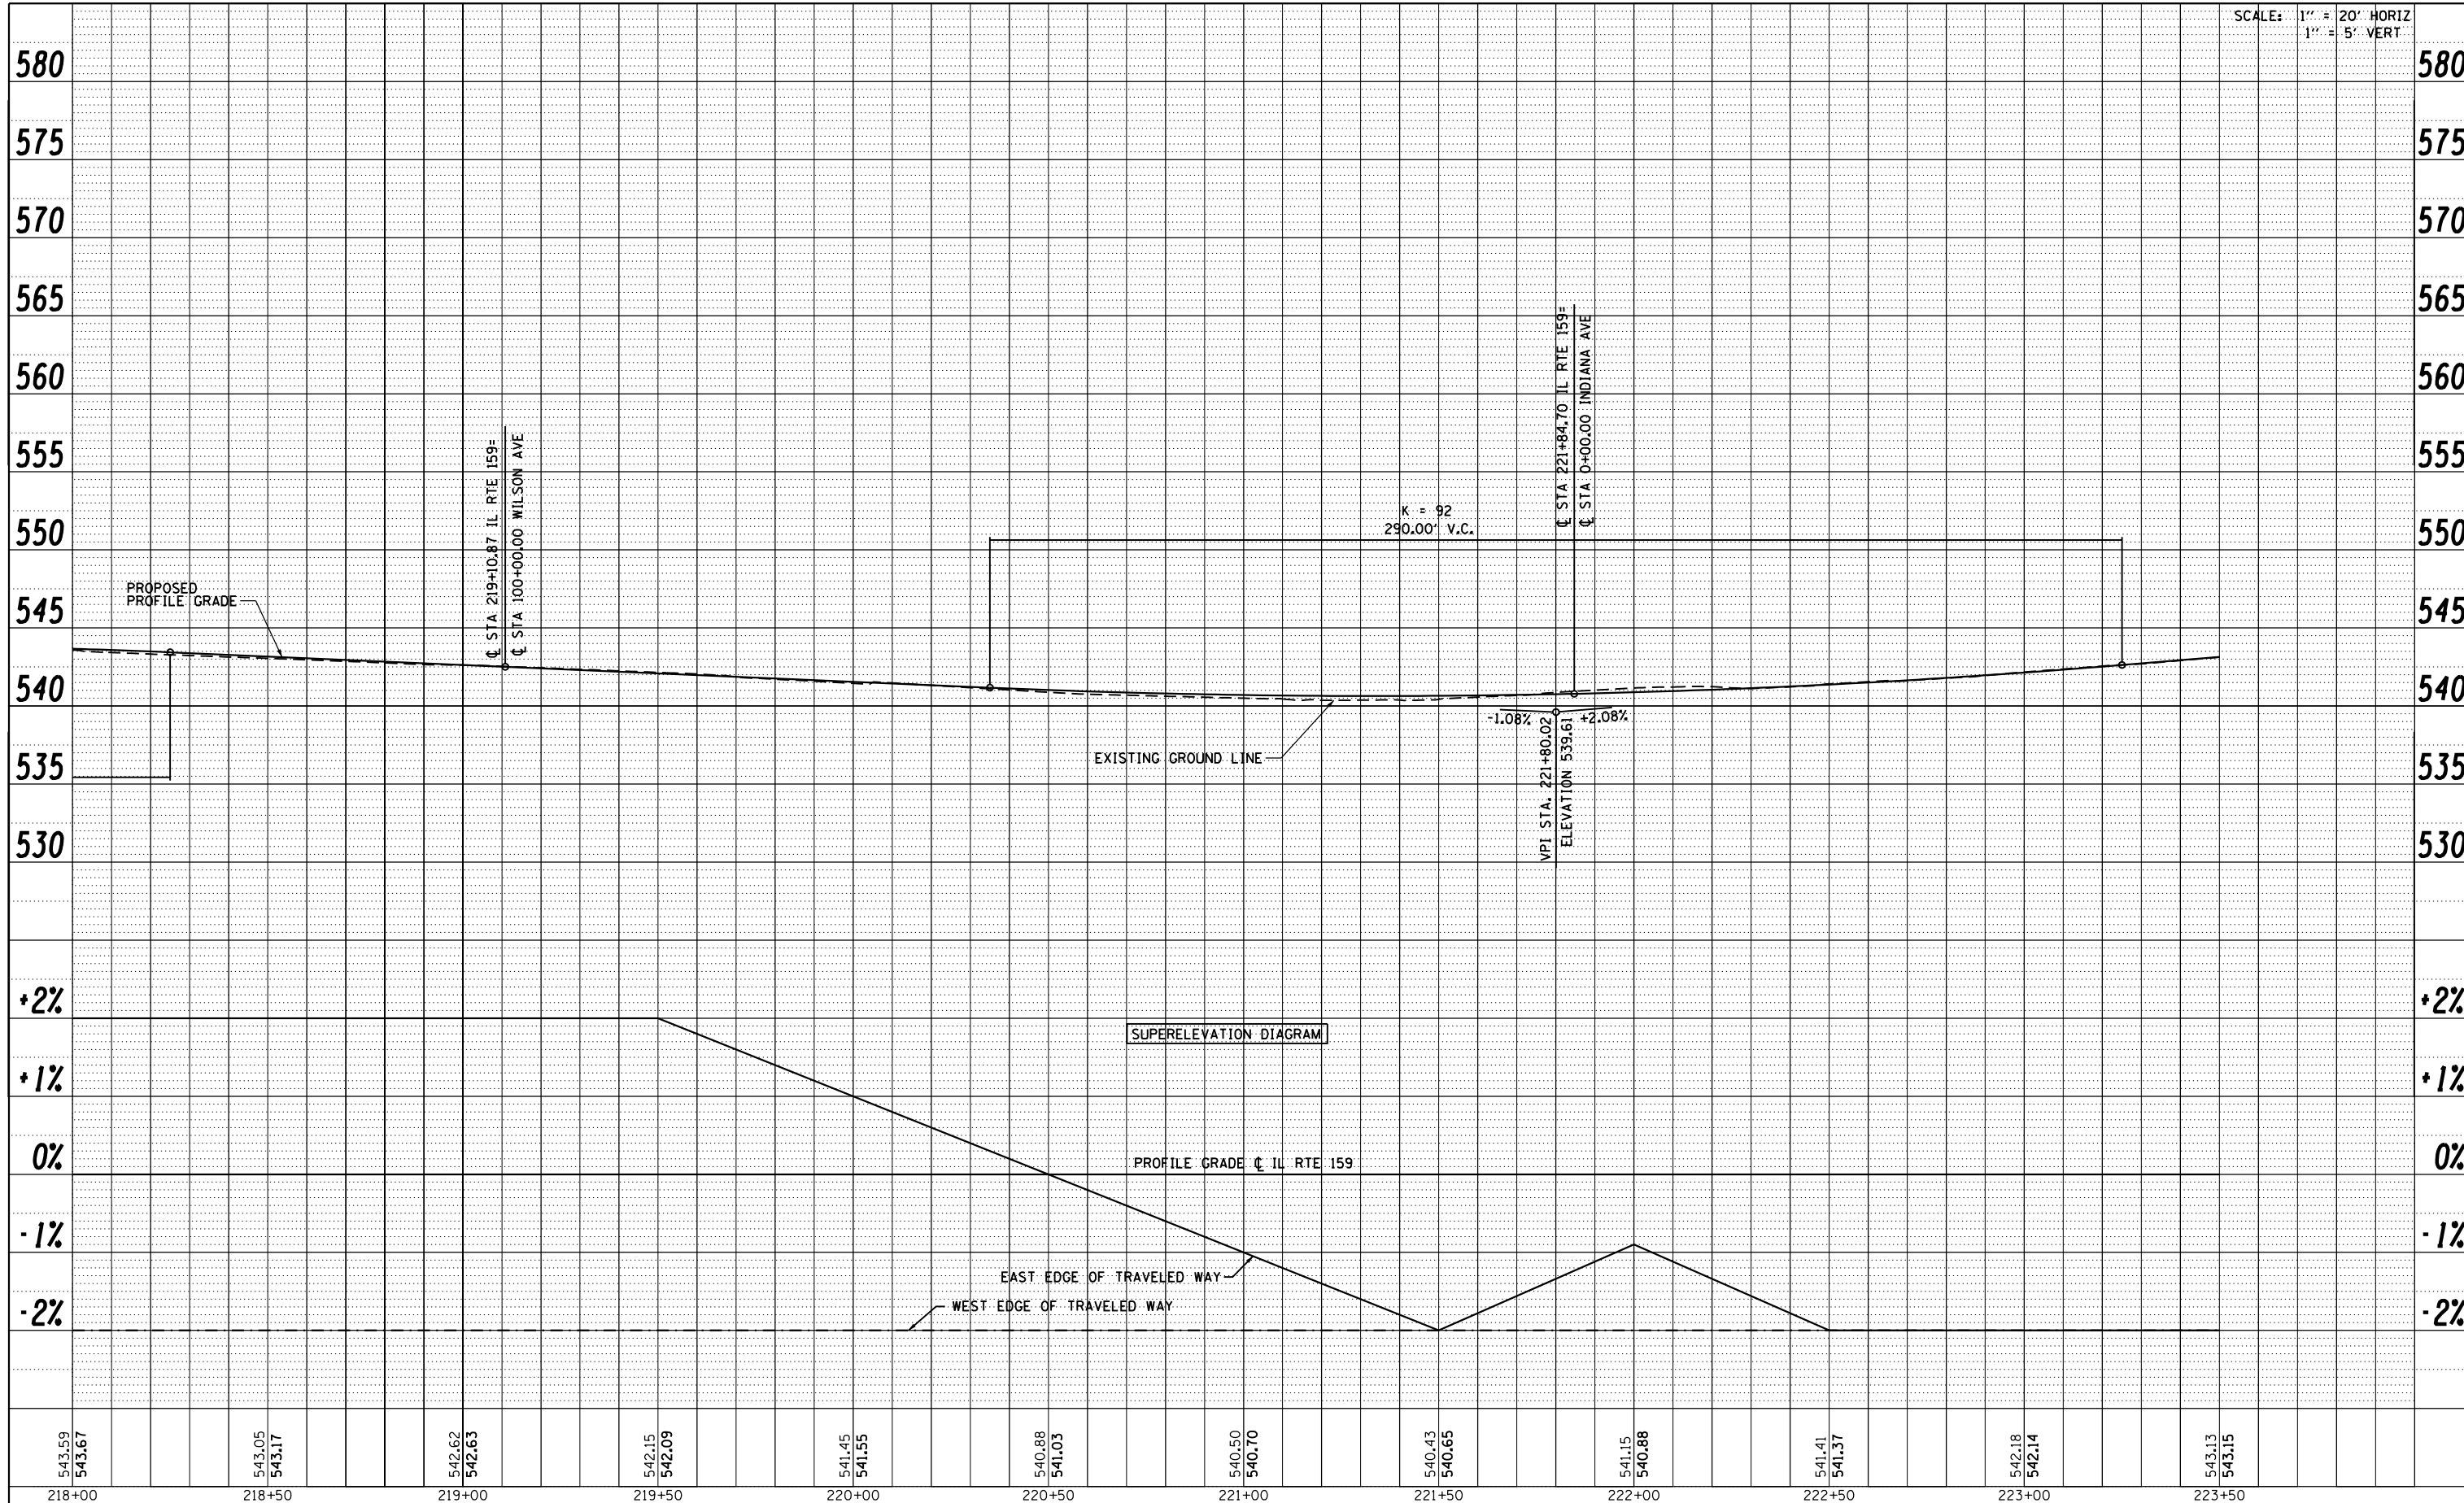 SCALE: 1'' = 20' HORIZ
1'' = 5' VERT
580 580
575 575
570 570
565 565
560 560
555 555
550 550
545 545
540 540
535 535
530 530
℄ STA 219+10.87 IL RTE 159=
℄ STA 100+00.00 WILSON AVE
℄ STA 221+84.70 IL RTE 159=
℄ STA 0+00.00 INDIANA AVE
K = 92
290.00' V.C.
PROPOSED
PROFILE GRADE
EXISTING GROUND LINE
-1.08% +2.08%
VPI STA. 221+80.02
ELEVATION 539.61
+2% +2%
SUPERELEVATION DIAGRAM
+1% +1%
0% 0%
PROFILE GRADE ℄ IL RTE 159
-1% -1%
EAST EDGE OF TRAVELED WAY
WEST EDGE OF TRAVELED WAY
-2% -2%
543.59
543.67
543.05
543.17
542.62
542.63
542.15
542.09
541.45
541.55
540.88
541.03
540.50
540.70
540.43
540.65
541.15
540.88
541.41
541.37
542.18
542.14
543.13
543.15
218+00 218+50 219+00 219+50 220+00 220+50 221+00 221+50 222+00 222+50 223+00 223+50